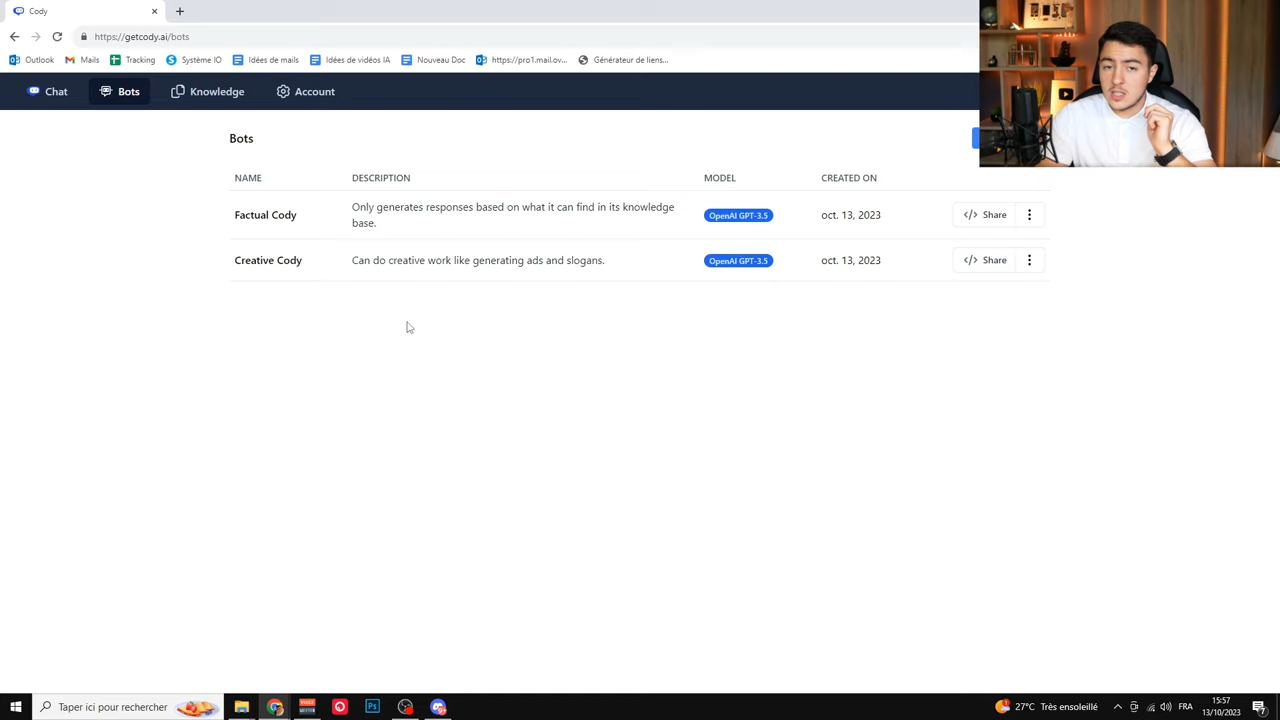 Cody
https://getcody.ai/bots
Outlook Mails Tracking Système IO Idées de mails Idées de vidéos IA Nouveau Doc https://pro1.mail.ov... Générateur de liens...
Chat Bots Knowledge Account
Bots
NAME DESCRIPTION MODEL CREATED ON
Factual Cody Only generates responses based on what it can find in its knowledge base. OpenAI GPT-3.5 oct. 13, 2023 </> Share
Creative Cody Can do creative work like generating ads and slogans. OpenAI GPT-3.5 oct. 13, 2023 </> Share
Taper ici pour rechercher Ps 27°C Très ensoleillé FRA 15:57
13/10/2023